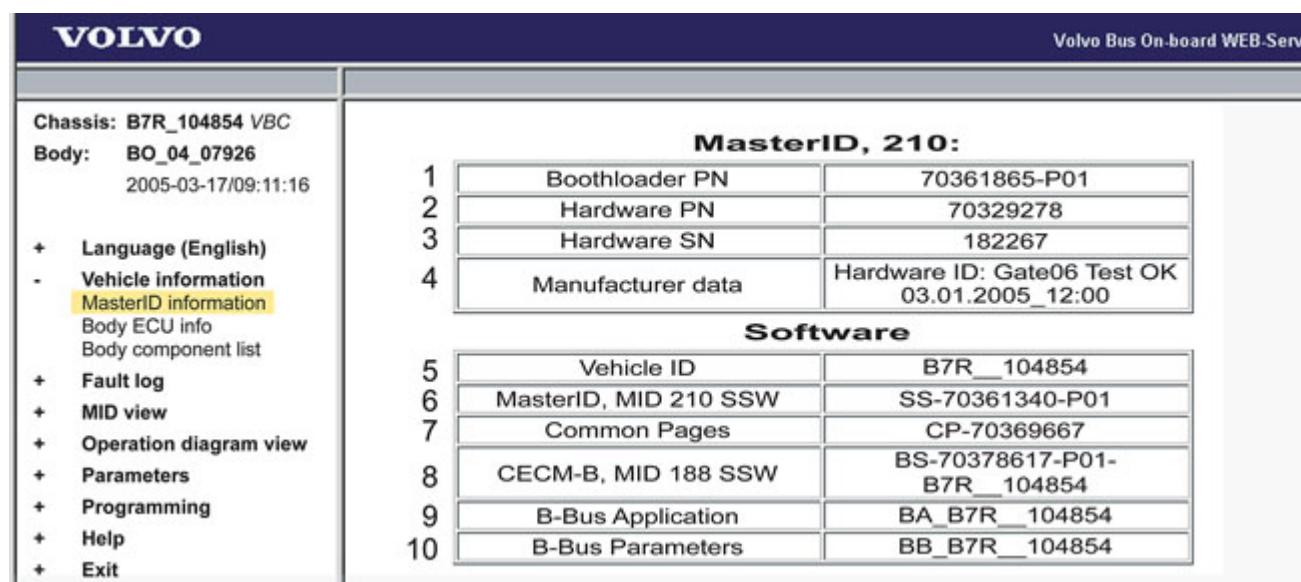 VOLVO
Volvo Bus On-board WEB-Serv
Chassis: B7R_104854 VBC
Body: BO_04_07926
2005-03-17/09:11:16
+ Language (English)
- Vehicle information
MasterID information
Body ECU info
Body component list
+ Fault log
+ MID view
+ Operation diagram view
+ Parameters
+ Programming
+ Help
+ Exit
MasterID, 210:
1 Boothloader PN 70361865-P01
2 Hardware PN 70329278
3 Hardware SN 182267
4 Manufacturer data Hardware ID: Gate06 Test OK
03.01.2005_12:00
Software
5 Vehicle ID B7R__104854
6 MasterID, MID 210 SSW SS-70361340-P01
7 Common Pages CP-70369667
8 CECM-B, MID 188 SSW BS-70378617-P01-
B7R__104854
9 B-Bus Application BA_B7R__104854
10 B-Bus Parameters BB_B7R__104854